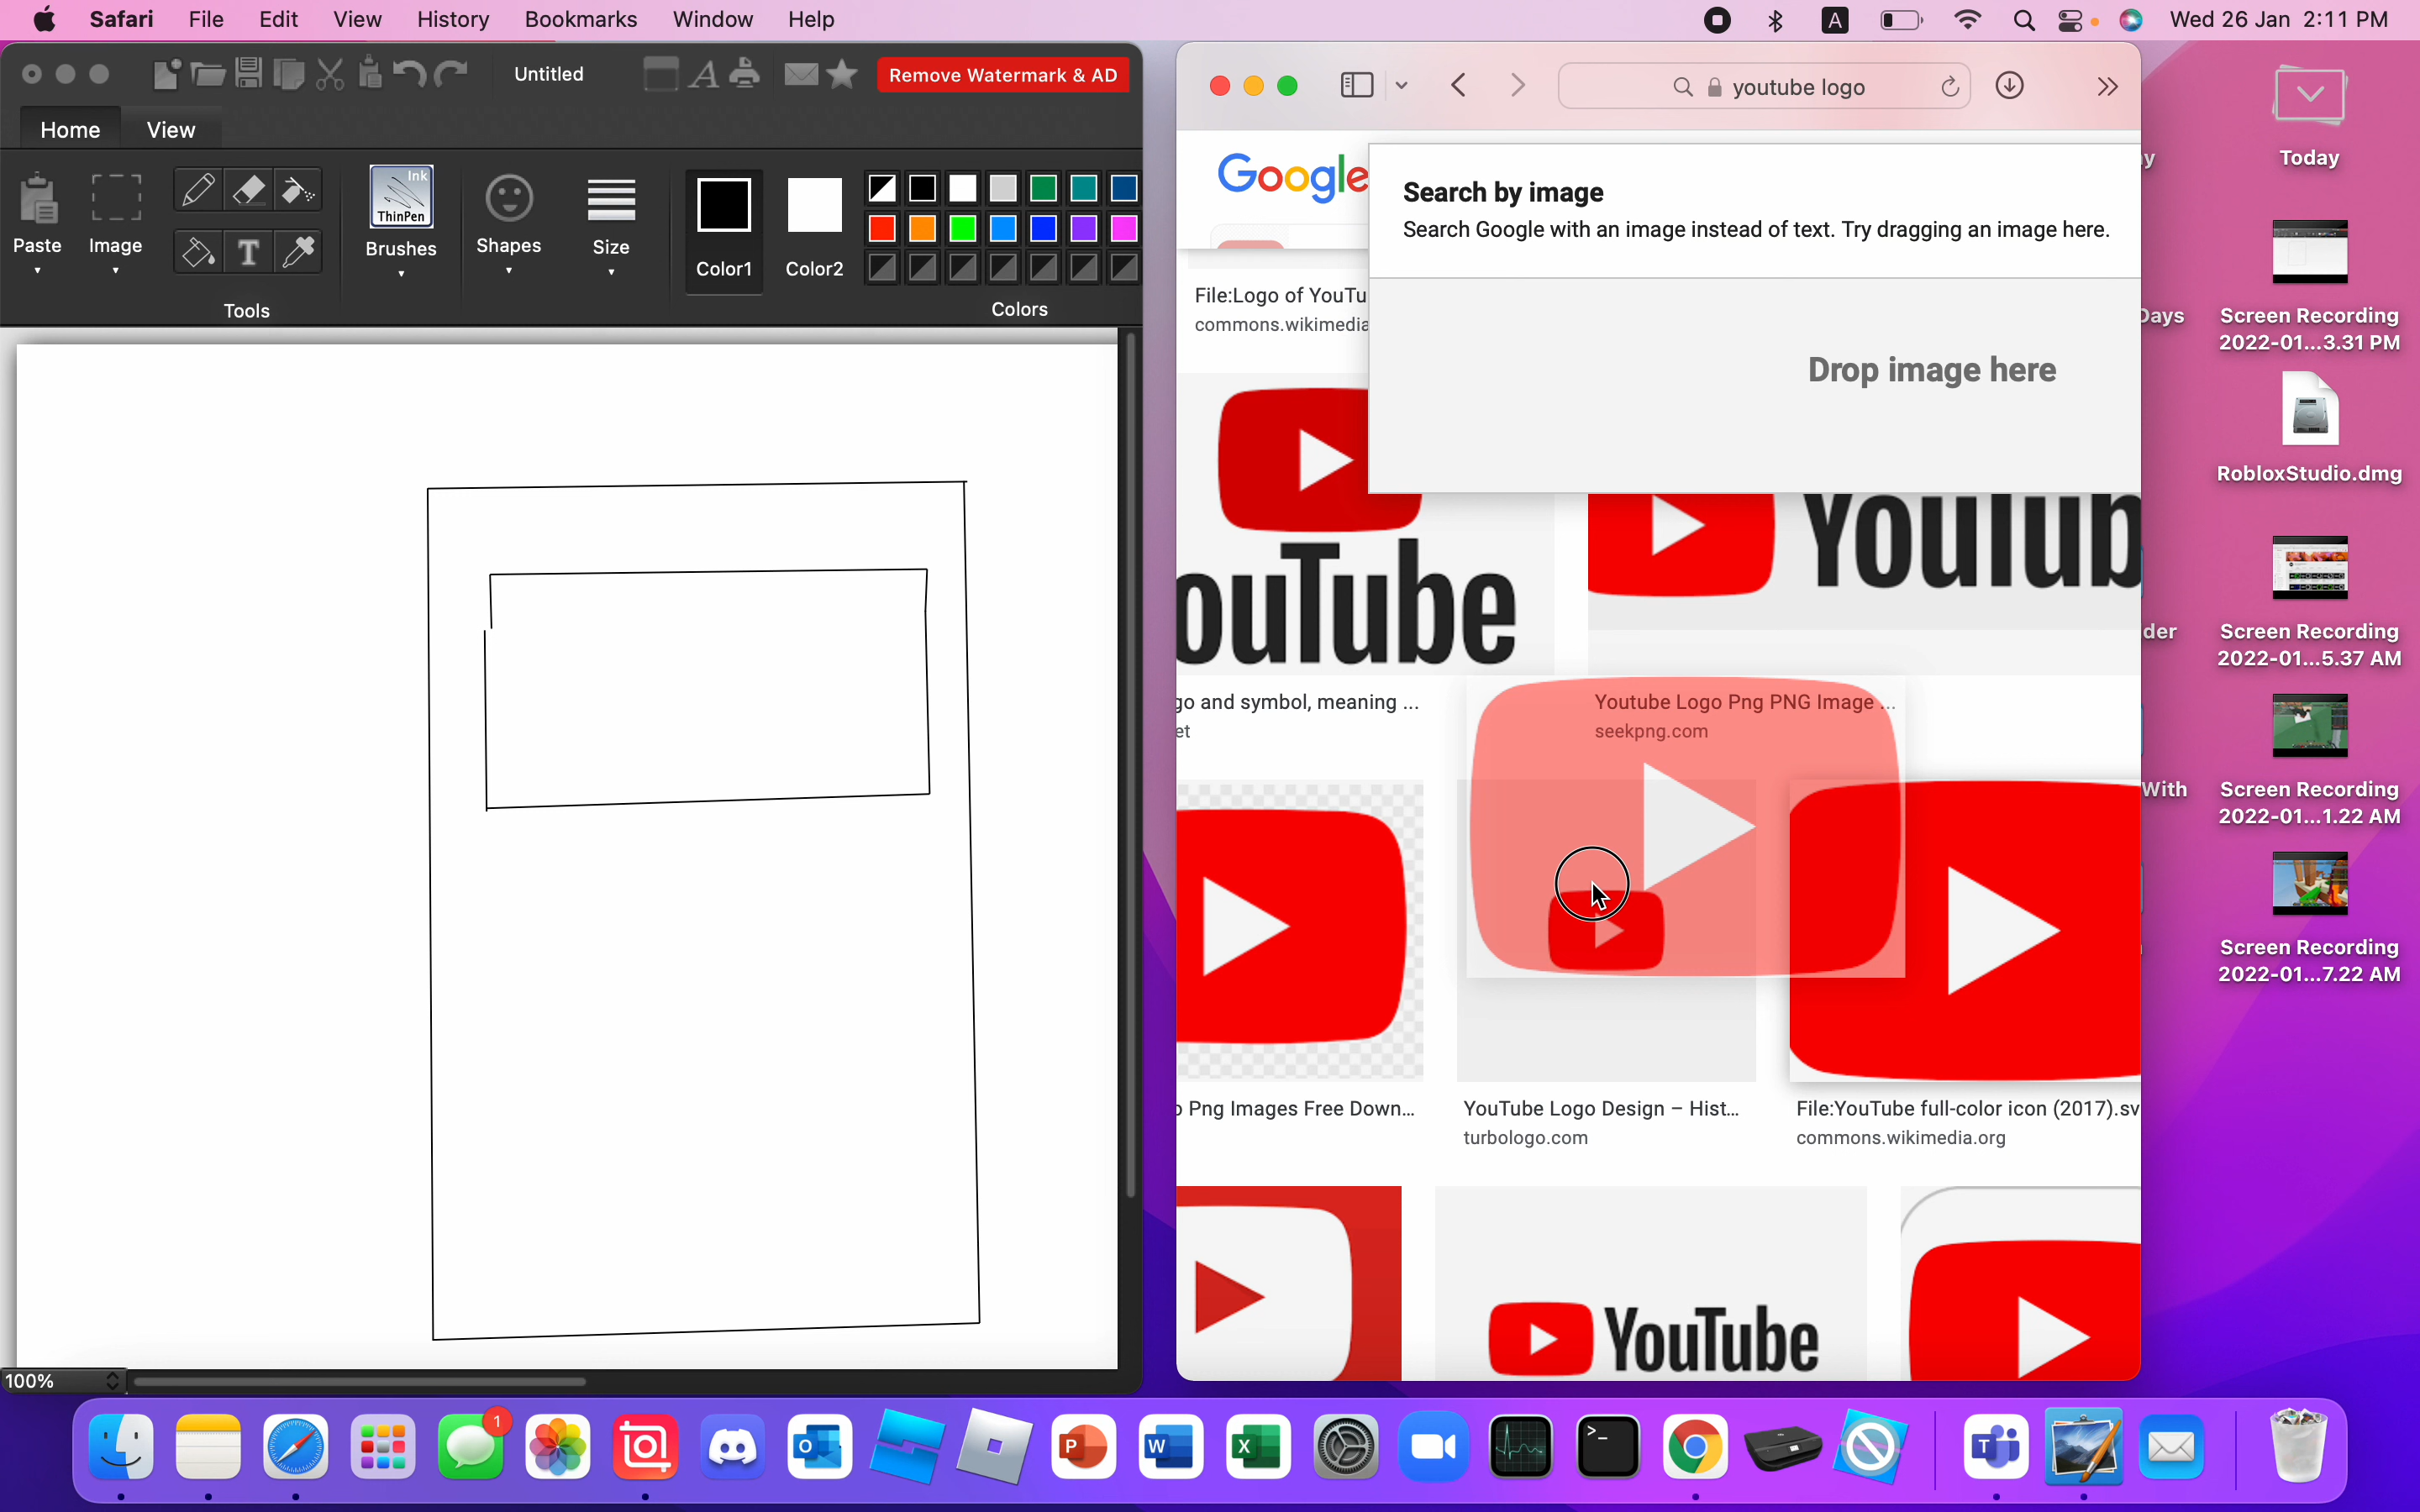 Safari File Edit View History Bookmarks Window Help A Wed 26 Jan 2:11 PM
Untitled A Remove Watermark & AD
Home View
Ink
ThinPen
Paste Image T Brushes Shapes Size Color1 Color2
Tools Colors
100%
youtube logo
Google
Search by image
Search Google with an image instead of text. Try dragging an image here.
Drop image here
File:Logo of YouTu
commons.wikimedia
ouTube
YouTub
go and symbol, meaning ...
et
Youtube Logo Png PNG Image ...
seekpng.com
o Png Images Free Down...
YouTube Logo Design – Hist...
turbologo.com
File:YouTube full-color icon (2017).sv
commons.wikimedia.org
YouTube
y
Days
der
With
Today
Screen Recording
2022-01...3.31 PM
RobloxStudio.dmg
Screen Recording
2022-01...5.37 AM
Screen Recording
2022-01...1.22 AM
Screen Recording
2022-01...7.22 AM
1
O P W X >_ T